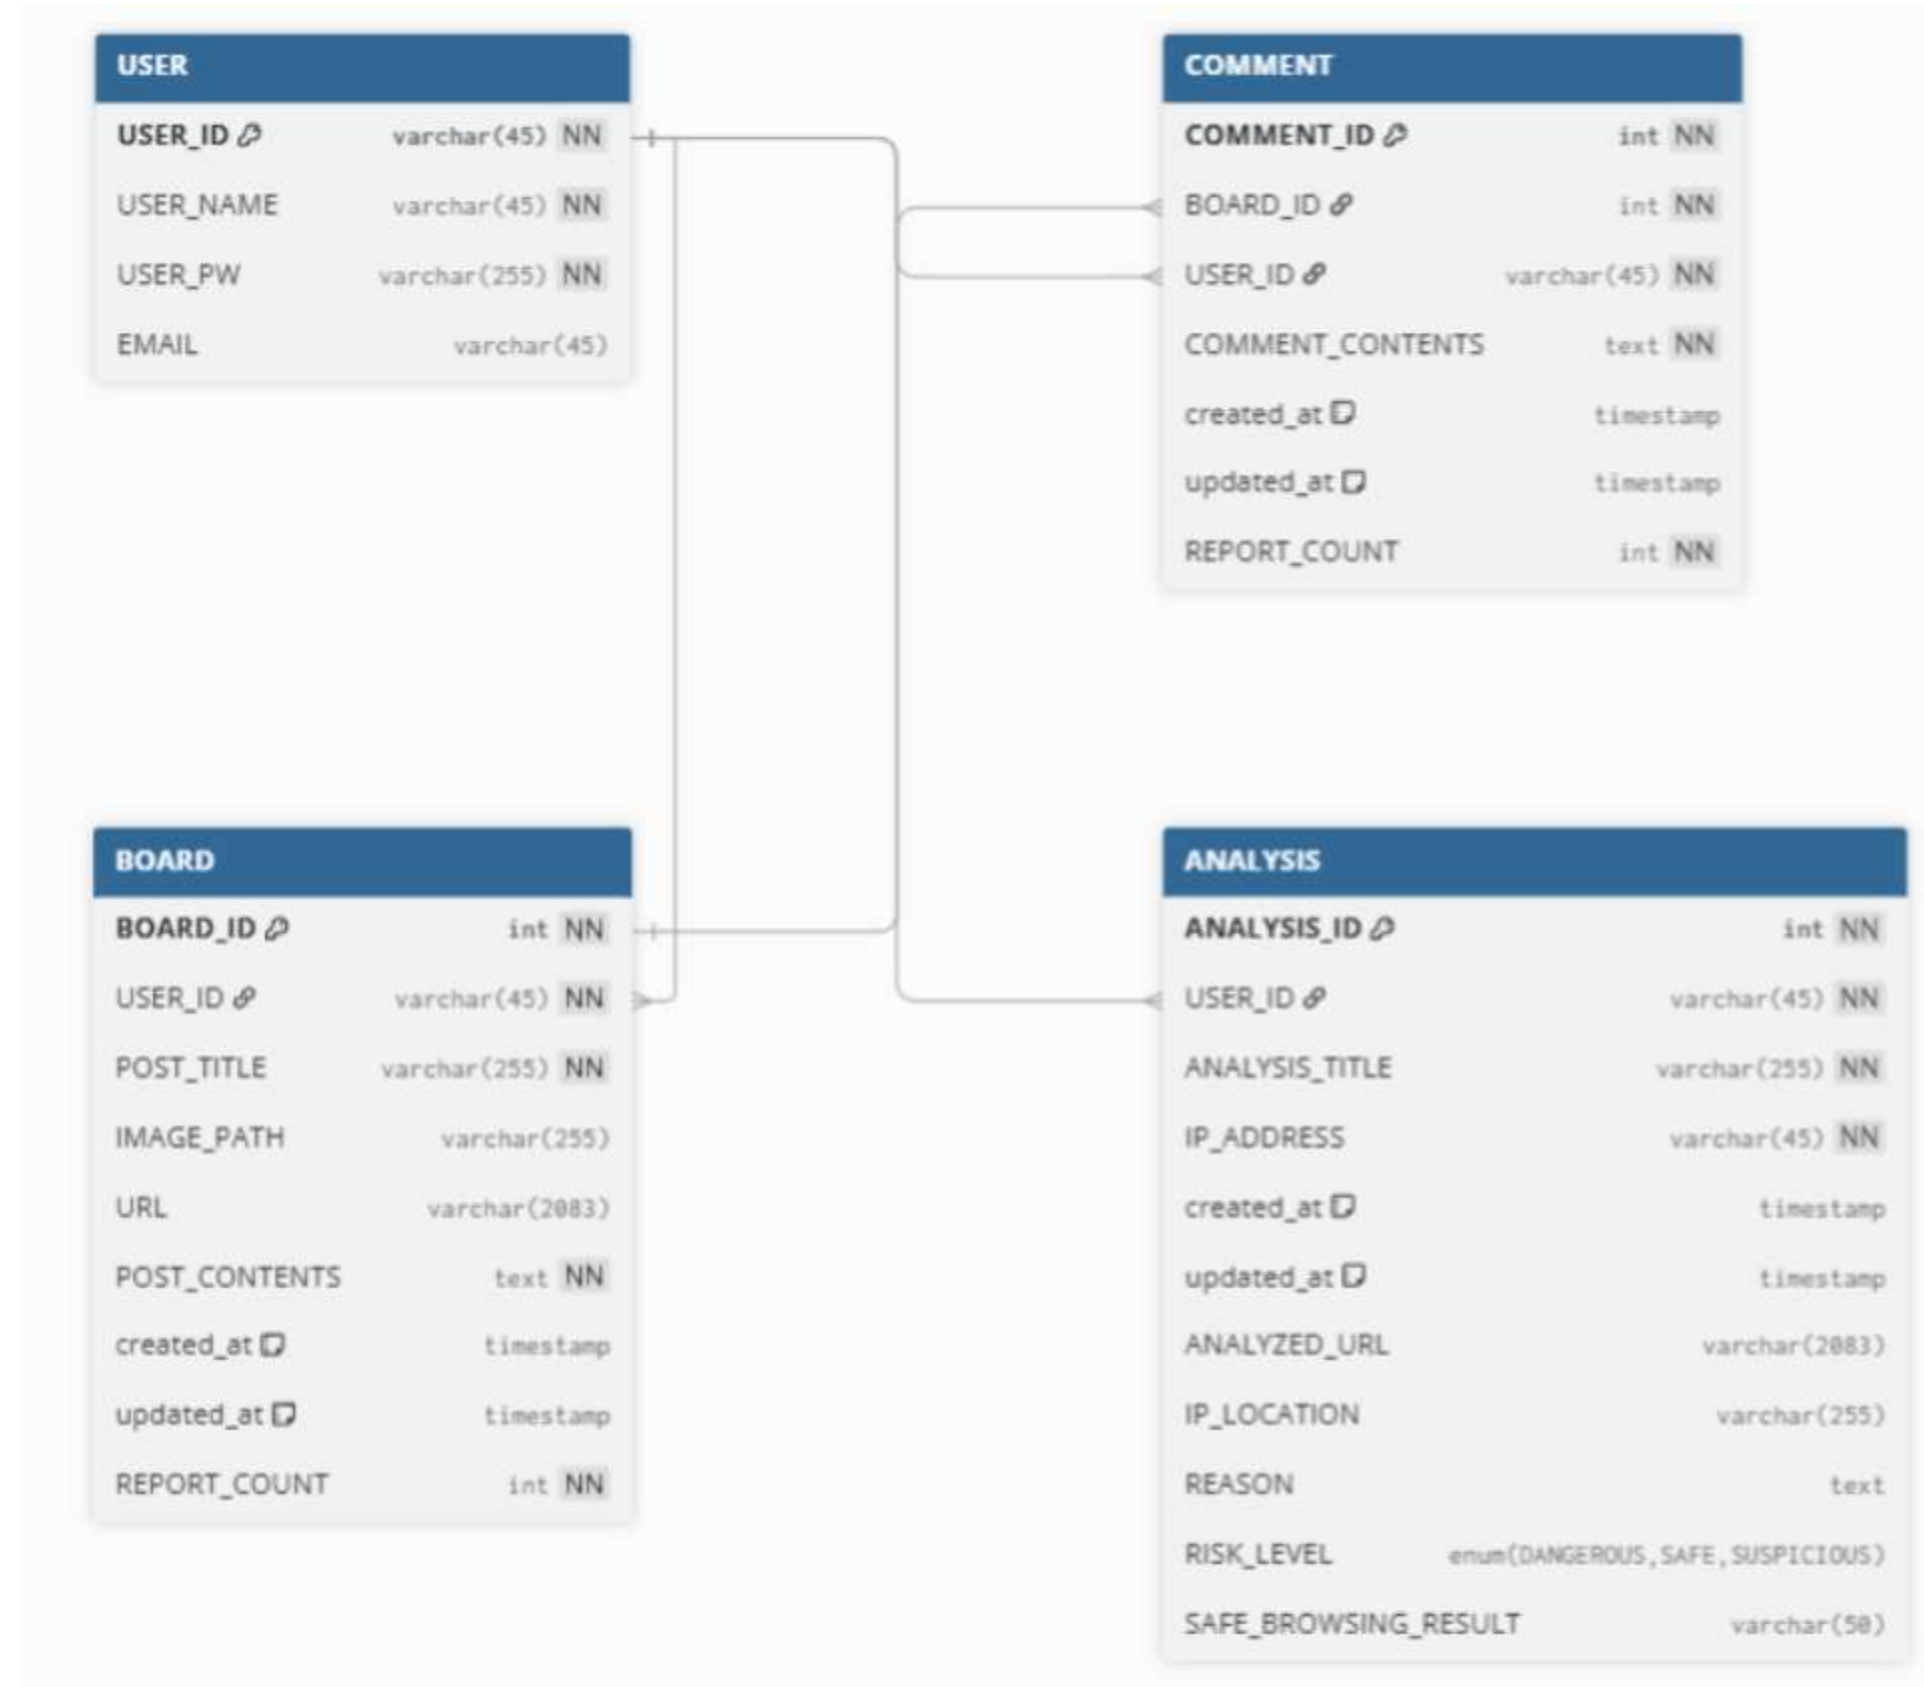 USER
USER_ID varchar(45) NN
USER_NAME varchar(45) NN
USER_PW varchar(255) NN
EMAIL varchar(45)
COMMENT
COMMENT_ID int NN
BOARD_ID int NN
USER_ID varchar(45) NN
COMMENT_CONTENTS text NN
created_at timestamp
updated_at timestamp
REPORT_COUNT int NN
BOARD
BOARD_ID int NN
USER_ID varchar(45) NN
POST_TITLE varchar(255) NN
IMAGE_PATH varchar(255)
URL varchar(2083)
POST_CONTENTS text NN
created_at timestamp
updated_at timestamp
REPORT_COUNT int NN
ANALYSIS
ANALYSIS_ID int NN
USER_ID varchar(45) NN
ANALYSIS_TITLE varchar(255) NN
IP_ADDRESS varchar(45) NN
created_at timestamp
updated_at timestamp
ANALYZED_URL varchar(2083)
IP_LOCATION varchar(255)
REASON text
RISK_LEVEL enum(DANGEROUS,SAFE,SUSPICIOUS)
SAFE_BROWSING_RESULT varchar(50)